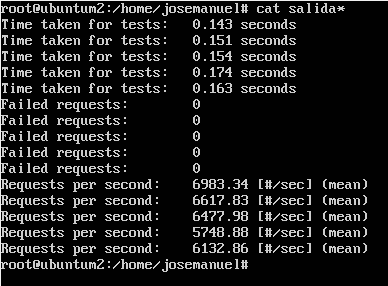 root@ubuntum2:/home/josemanuel# cat salida*
Time taken for tests:   0.143 seconds
Time taken for tests:   0.151 seconds
Time taken for tests:   0.154 seconds
Time taken for tests:   0.174 seconds
Time taken for tests:   0.163 seconds
Failed requests:        0
Failed requests:        0
Failed requests:        0
Failed requests:        0
Failed requests:        0
Requests per second:    6983.34 [#/sec] (mean)
Requests per second:    6617.83 [#/sec] (mean)
Requests per second:    6477.98 [#/sec] (mean)
Requests per second:    5748.88 [#/sec] (mean)
Requests per second:    6132.86 [#/sec] (mean)
root@ubuntum2:/home/josemanuel#